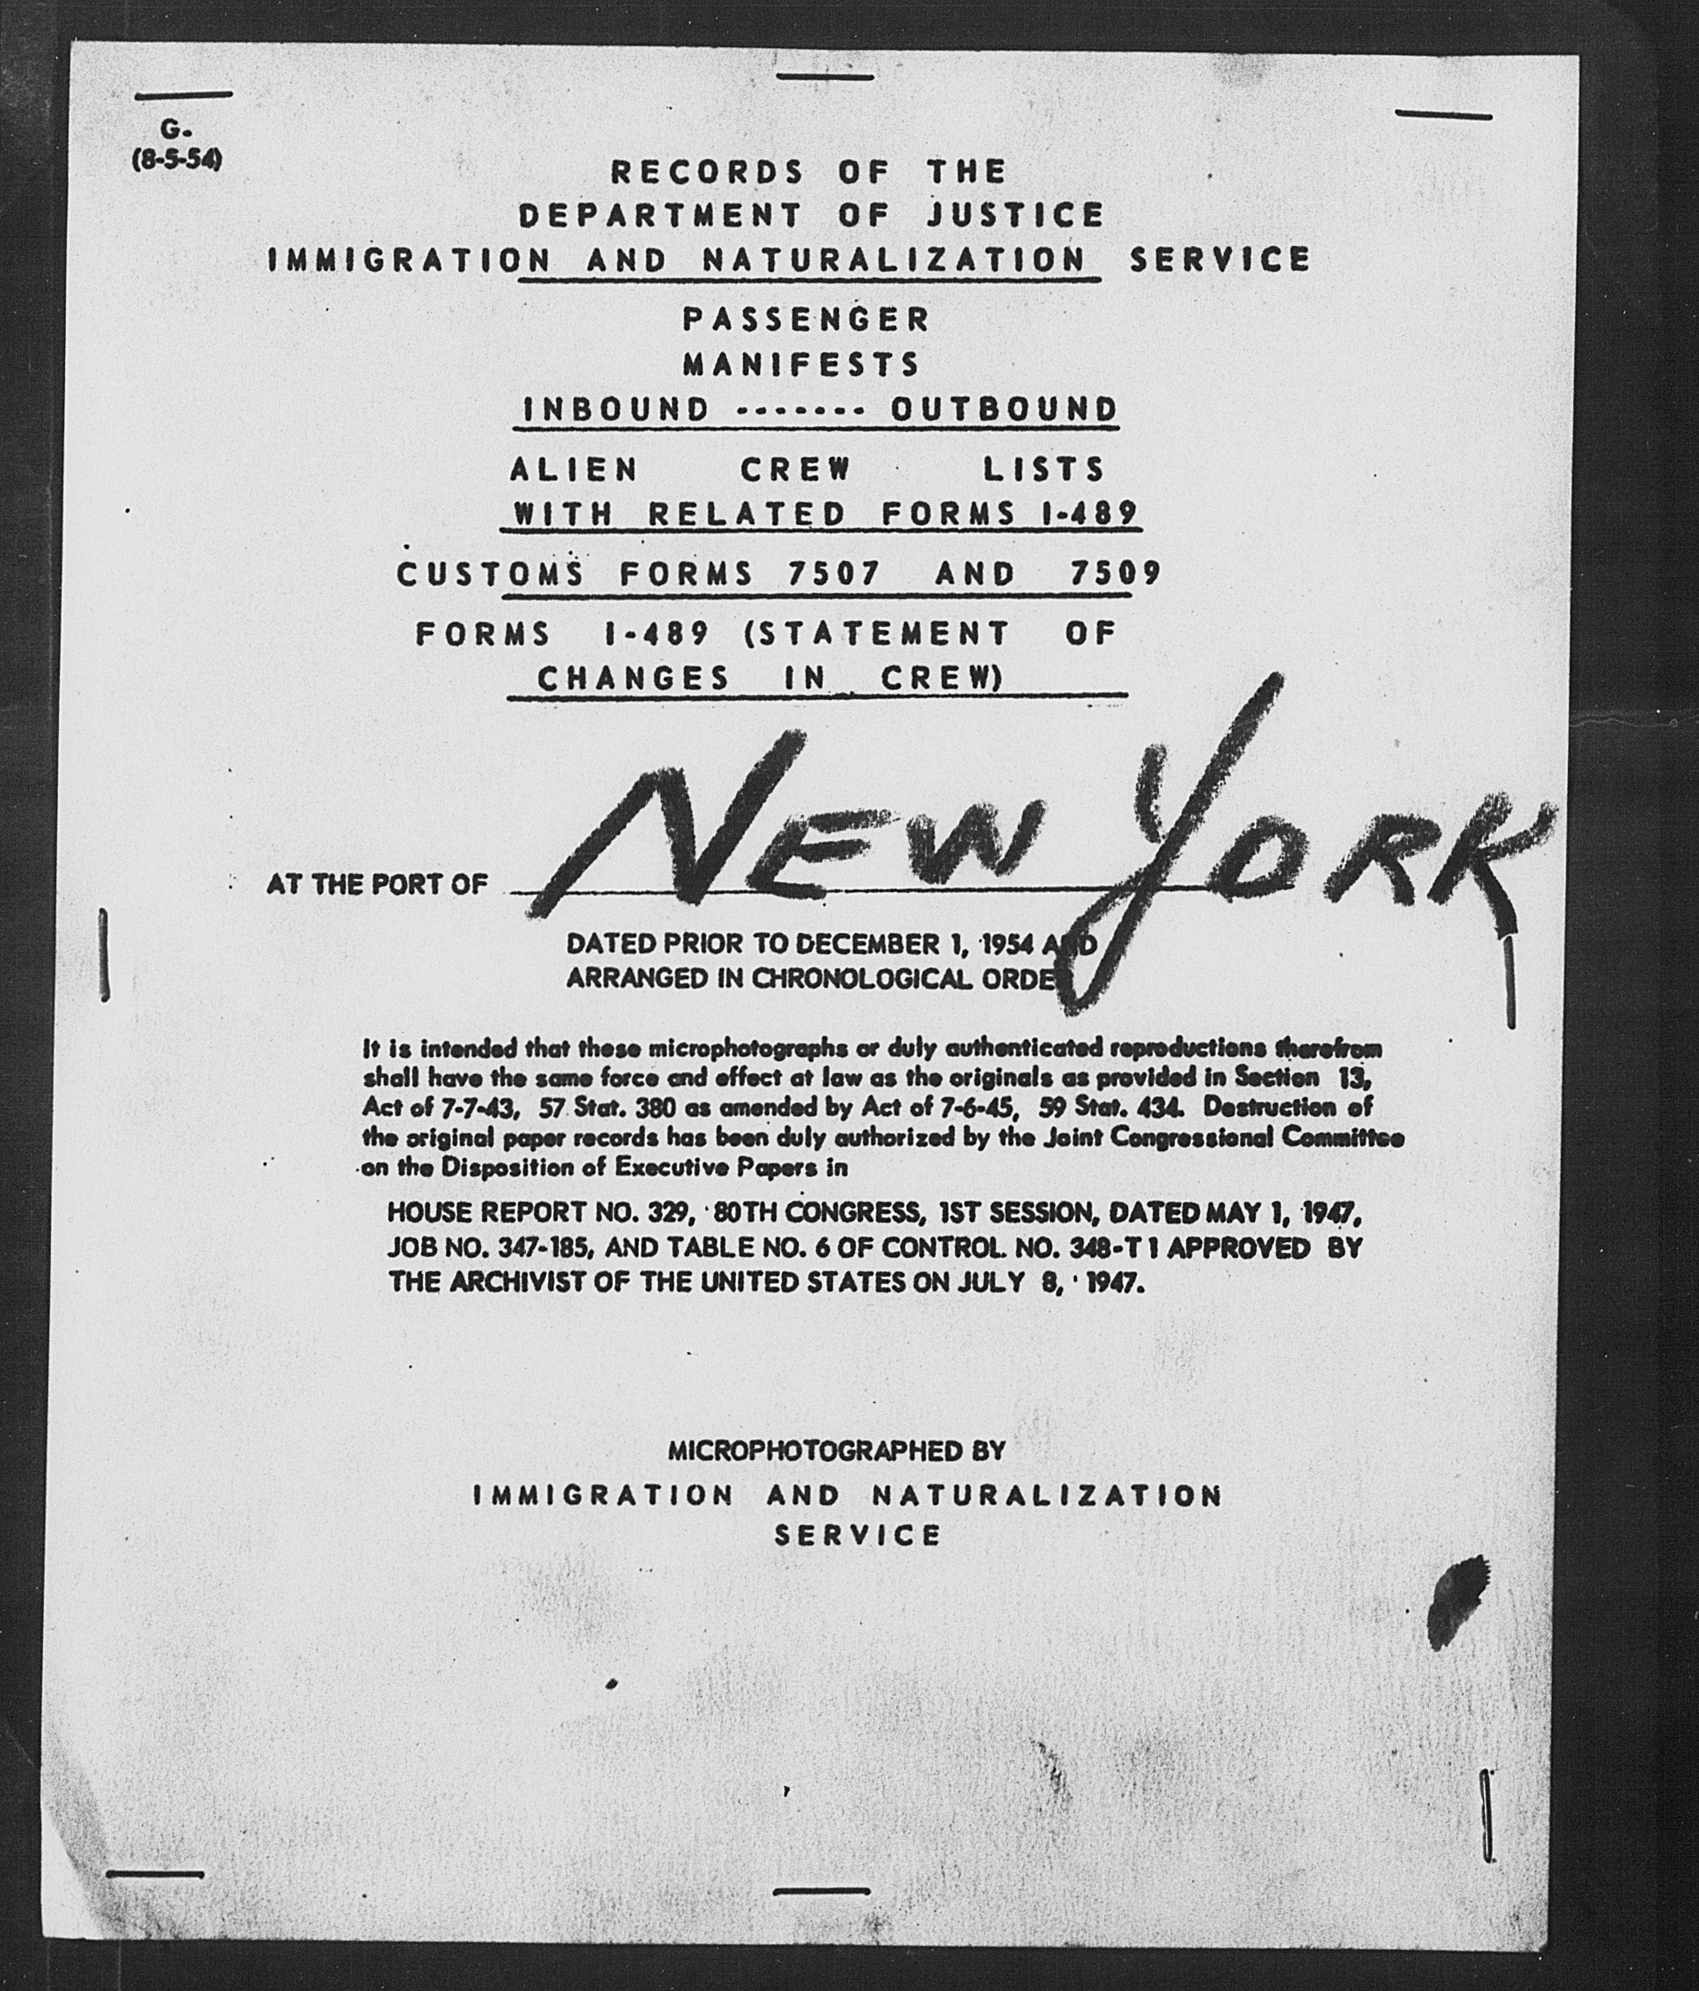 G.
(8-5-54)
RECORDS OF THE
DEPARTMENT OF JUSTICE
IMMIGRATION AND NATURALIZATION SERVICE
PASSENGER
MANIFESTS
INBOUND ------- OUTBOUND
ALIEN CREW LISTS
WITH RELATED FORMS I-489
CUSTOMS FORMS 7507 AND 7509
FORMS I-489 (STATEMENT OF
CHANGES IN CREW)
AT THE PORT OF NEW YORK
DATED PRIOR TO DECEMBER 1, 1954 AND
ARRANGED IN CHRONOLOGICAL ORDER
It is intended that these microphotographs or duly authenticated reproductions therefrom
shall have the same force and effect at law as the originals as provided in Section 13,
Act of 7-7-43, 57 Stat. 380 as amended by Act of 7-6-45, 59 Stat. 434. Destruction of
the original paper records has been duly authorized by the Joint Congressional Committee
on the Disposition of Executive Papers in
HOUSE REPORT NO. 329, 80TH CONGRESS, 1ST SESSION, DATED MAY 1, 1947,
JOB NO. 347-185, AND TABLE NO. 6 OF CONTROL NO. 348-T1 APPROVED BY
THE ARCHIVIST OF THE UNITED STATES ON JULY 8, 1947.
MICROPHOTOGRAPHED BY
IMMIGRATION AND NATURALIZATION
SERVICE